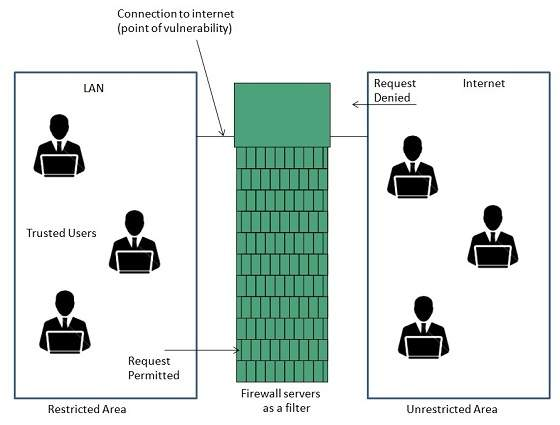 Connection to internet
(point of vulnerability)
LAN
Request
Denied
Internet
Trusted Users
Request
Permitted
Firewall servers
as a filter
Restricted Area
Unrestricted Area